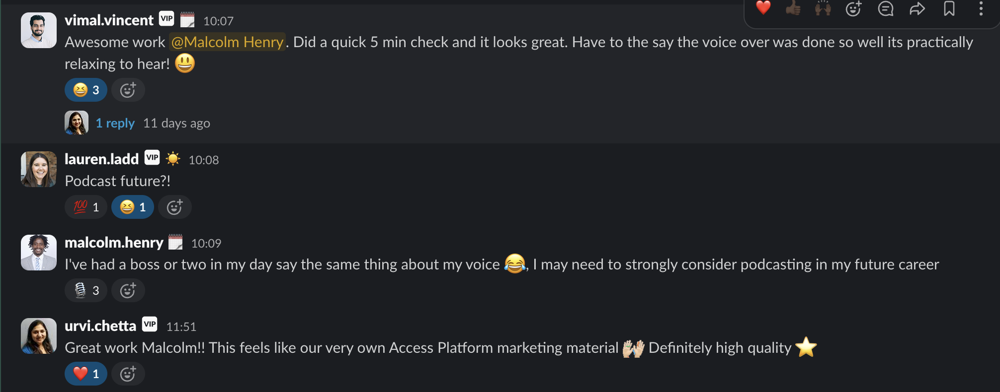 vimal.vincent VIP 10:07
Awesome work @Malcolm Henry. Did a quick 5 min check and it looks great. Have to the say the voice over was done so well its practically
relaxing to hear! 😃
😆 3
1 reply 11 days ago
lauren.ladd VIP ☀️ 10:08
Podcast future?!
💯 1 😆 1
malcolm.henry 10:09
I've had a boss or two in my day say the same thing about my voice 😂, I may need to strongly consider podcasting in my future career
🎙️ 3
urvi.chetta VIP 11:51
Great work Malcolm!! This feels like our very own Access Platform marketing material 🙌🏼 Definitely high quality ⭐
❤️ 1